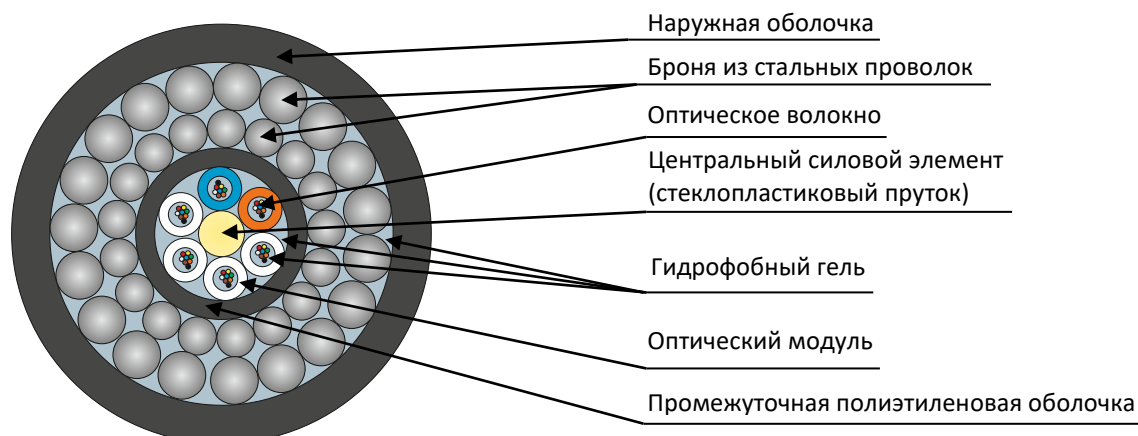 Наружная оболочка
Броня из стальных проволок
Оптическое волокно
Центральный силовой элемент
(стеклопластиковый пруток)
Гидрофобный гель
Оптический модуль
Промежуточная полиэтиленовая оболочка